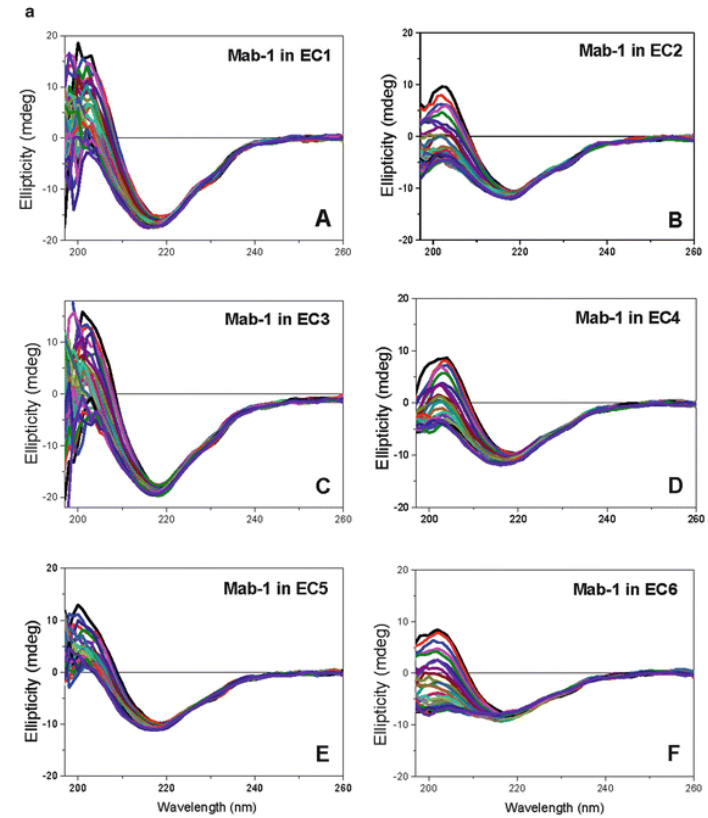 a
Mab-1 in EC1
Ellipticity (mdeg)
20
10
0
-10
-20
200
220
240
260
A
Mab-1 in EC2
Ellipticity (mdeg)
20
10
0
-10
-20
200
220
240
260
B
Mab-1 in EC3
Ellipticity (mdeg)
10
0
-10
-20
200
220
240
260
C
Mab-1 in EC4
Ellipticity (mdeg)
20
10
0
-10
-20
200
220
240
260
D
Mab-1 in EC5
Ellipticity (mdeg)
20
10
0
-10
-20
200
220
240
260
E
Wavelength (nm)
Mab-1 in EC6
Ellipticity (mdeg)
20
10
0
-10
-20
200
220
240
260
F
Wavelength (nm)